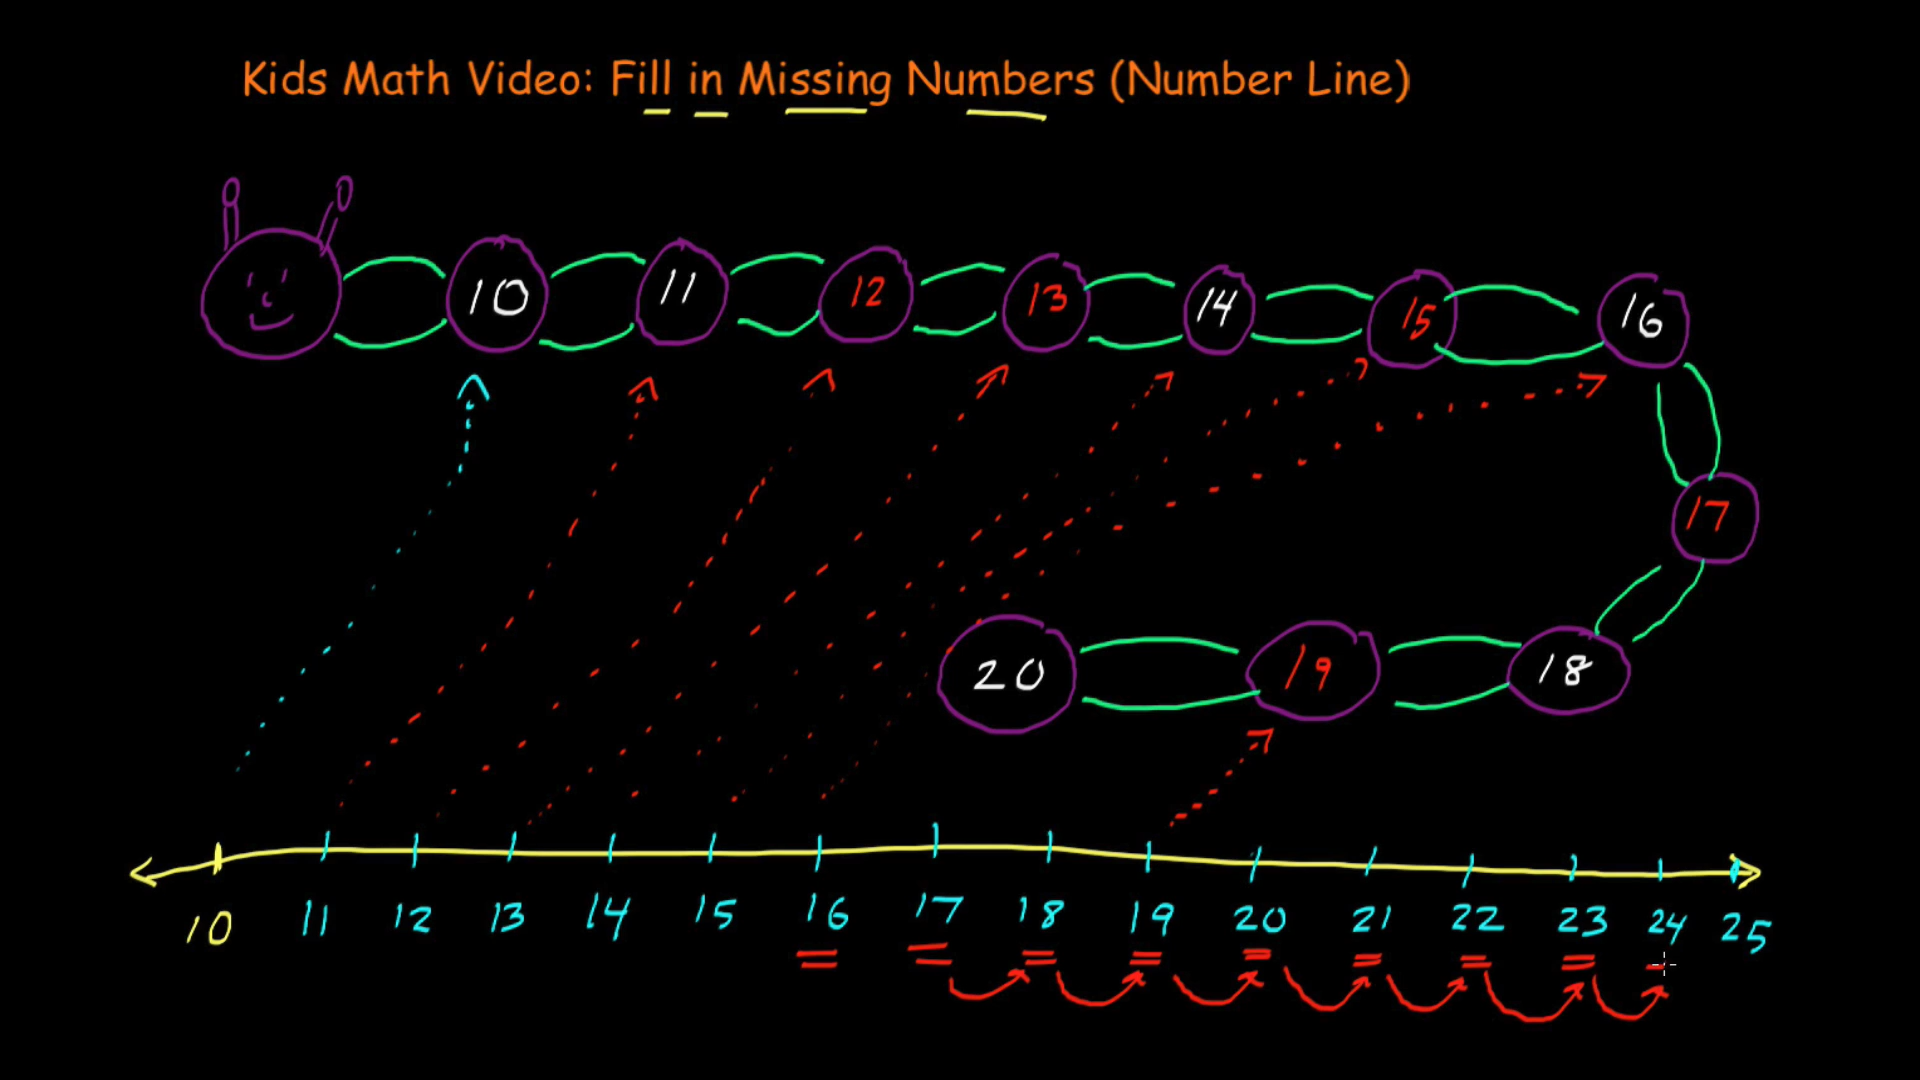 Kids Math Video: Fill in Missing Numbers (Number Line)
10 11 12 13 14 15 16
17
20 19 18
10 11 12 13 14 15 16 17 18 19 20 21 22 23 24 25